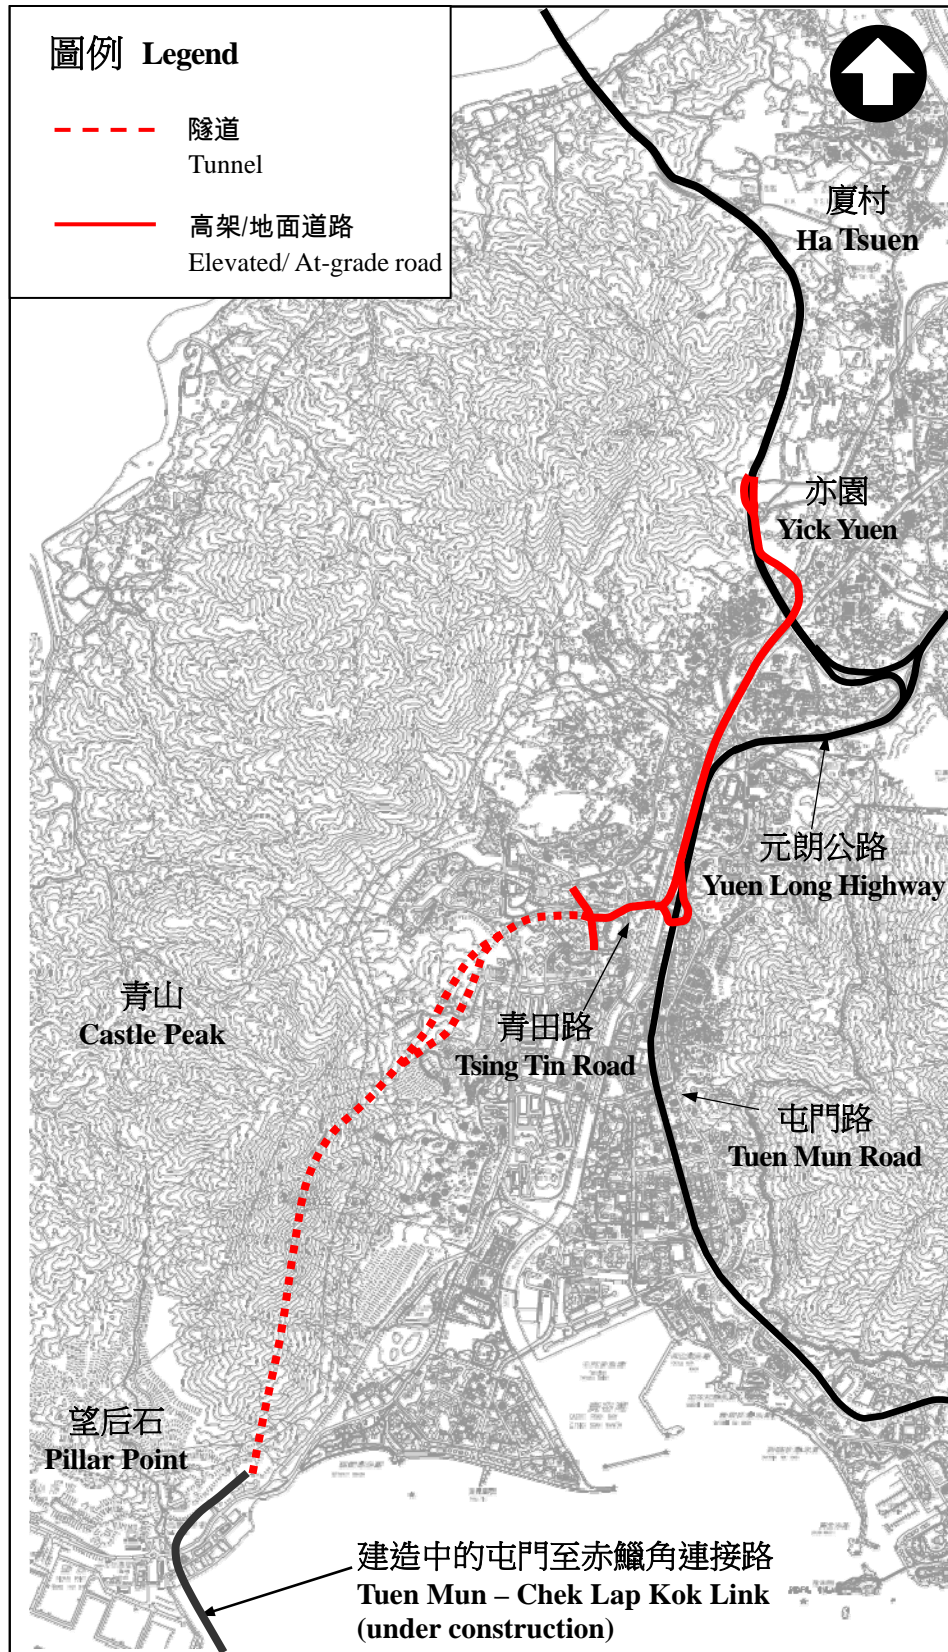 圖例 Legend
隧道
Tunnel
高架/地面道路
Elevated/ At-grade road
廈村
Ha Tsuen
亦園
Yick Yuen
元朗公路
Yuen Long Highway
青山
Castle Peak
青田路
Tsing Tin Road
屯門路
Tuen Mun Road
望后石
Pillar Point
建造中的屯門至赤鱲角連接路
Tuen Mun – Chek Lap Kok Link
(under construction)